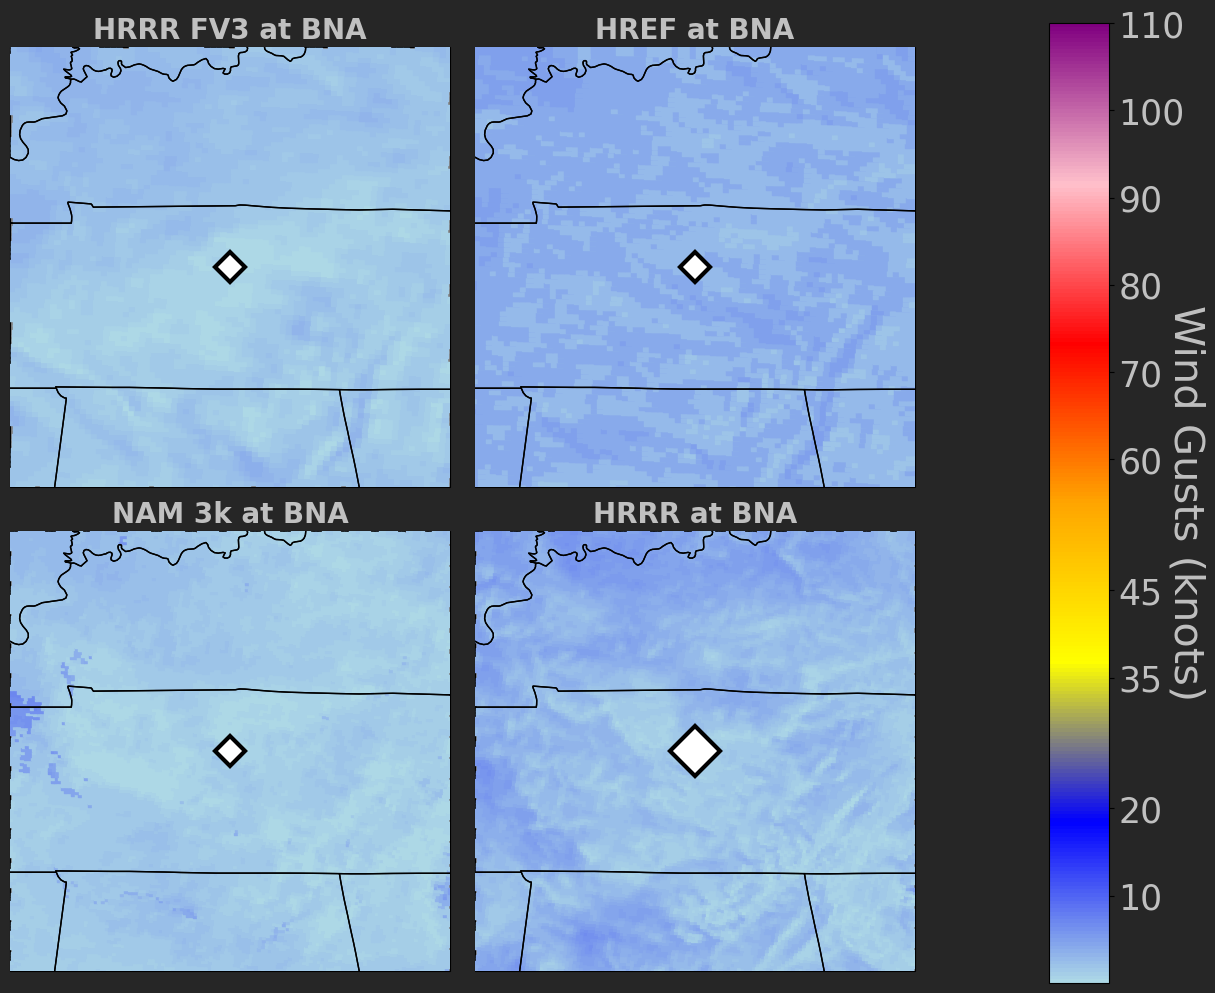 HRRR FV3 at BNA
HREF at BNA
NAM 3k at BNA
HRRR at BNA
110
100
90
80
70
60
45
35
20
10
Wind Gusts (knots)